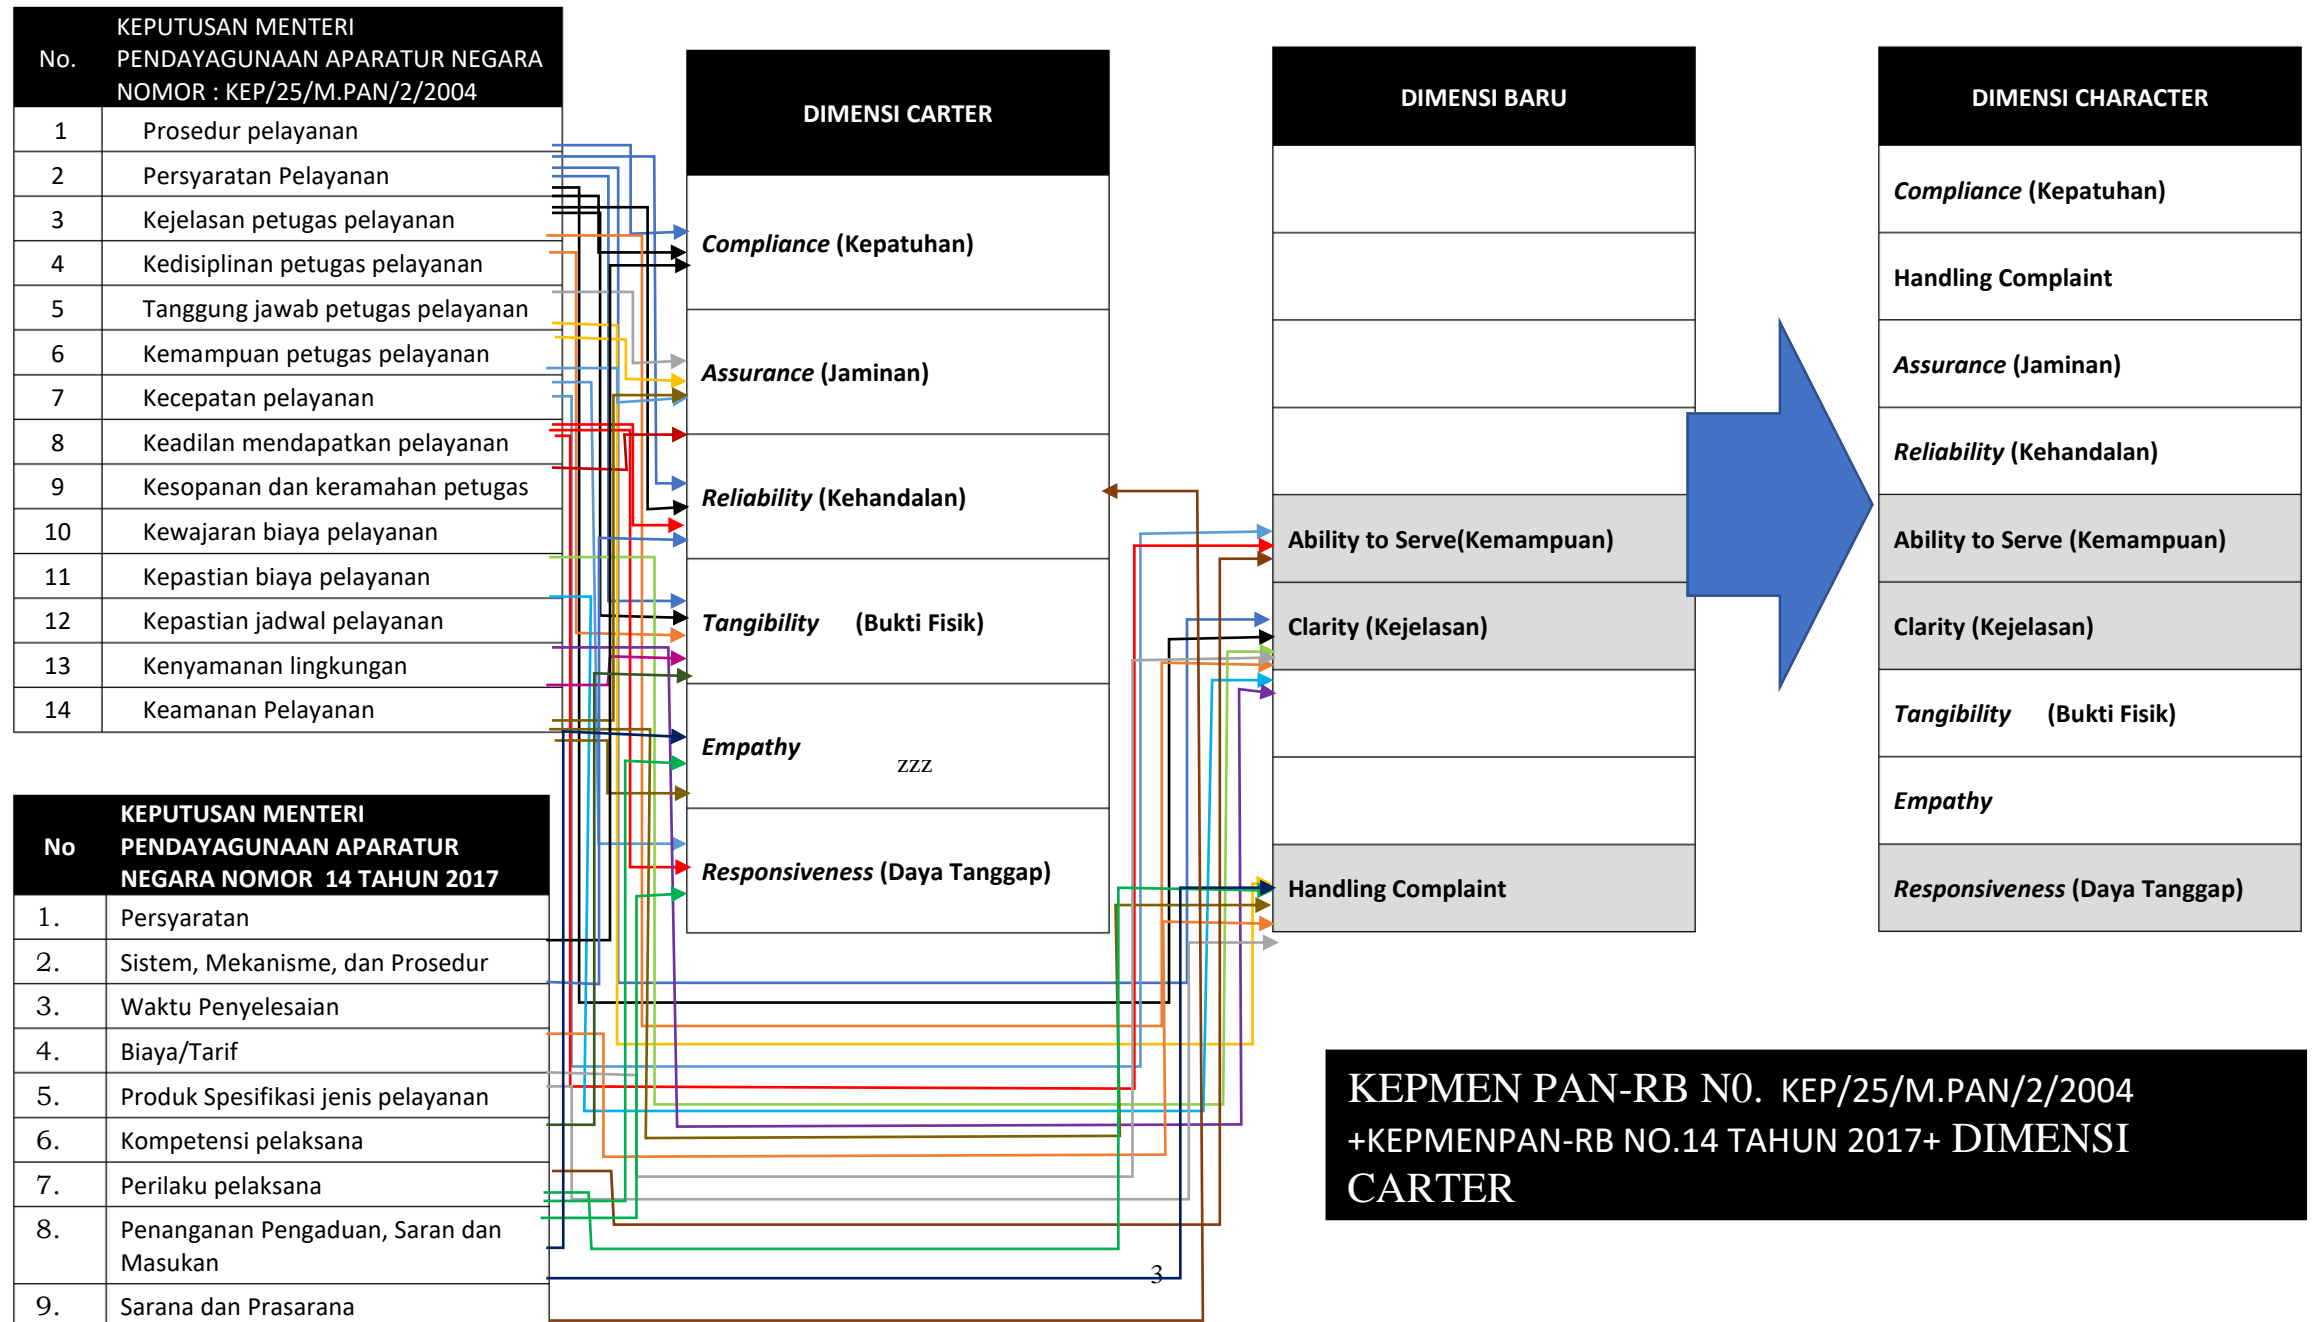 No.
KEPUTUSAN MENTERI
PENDAYAGUNAAN APARATUR NEGARA
NOMOR : KEP/25/M.PAN/2/2004
1 Prosedur pelayanan
2 Persyaratan Pelayanan
3 Kejelasan petugas pelayanan
4 Kedisiplinan petugas pelayanan
5 Tanggung jawab petugas pelayanan
6 Kemampuan petugas pelayanan
7 Kecepatan pelayanan
8 Keadilan mendapatkan pelayanan
9 Kesopanan dan keramahan petugas
10 Kewajaran biaya pelayanan
11 Kepastian biaya pelayanan
12 Kepastian jadwal pelayanan
13 Kenyamanan lingkungan
14 Keamanan Pelayanan
No
KEPUTUSAN MENTERI
PENDAYAGUNAAN APARATUR
NEGARA NOMOR 14 TAHUN 2017
1. Persyaratan
2. Sistem, Mekanisme, dan Prosedur
3. Waktu Penyelesaian
4. Biaya/Tarif
5. Produk Spesifikasi jenis pelayanan
6. Kompetensi pelaksana
7. Perilaku pelaksana
8. Penanganan Pengaduan, Saran dan
Masukan
9. Sarana dan Prasarana
DIMENSI CARTER
Compliance (Kepatuhan)
Assurance (Jaminan)
Reliability (Kehandalan)
Tangibility (Bukti Fisik)
Empathy
zzz
Responsiveness (Daya Tanggap)
DIMENSI BARU
Ability to Serve(Kemampuan)
Clarity (Kejelasan)
Handling Complaint
DIMENSI CHARACTER
Compliance (Kepatuhan)
Handling Complaint
Assurance (Jaminan)
Reliability (Kehandalan)
Ability to Serve (Kemampuan)
Clarity (Kejelasan)
Tangibility (Bukti Fisik)
Empathy
Responsiveness (Daya Tanggap)
KEPMEN PAN-RB N0. KEP/25/M.PAN/2/2004
+KEPMENPAN-RB NO.14 TAHUN 2017+ DIMENSI
CARTER
3